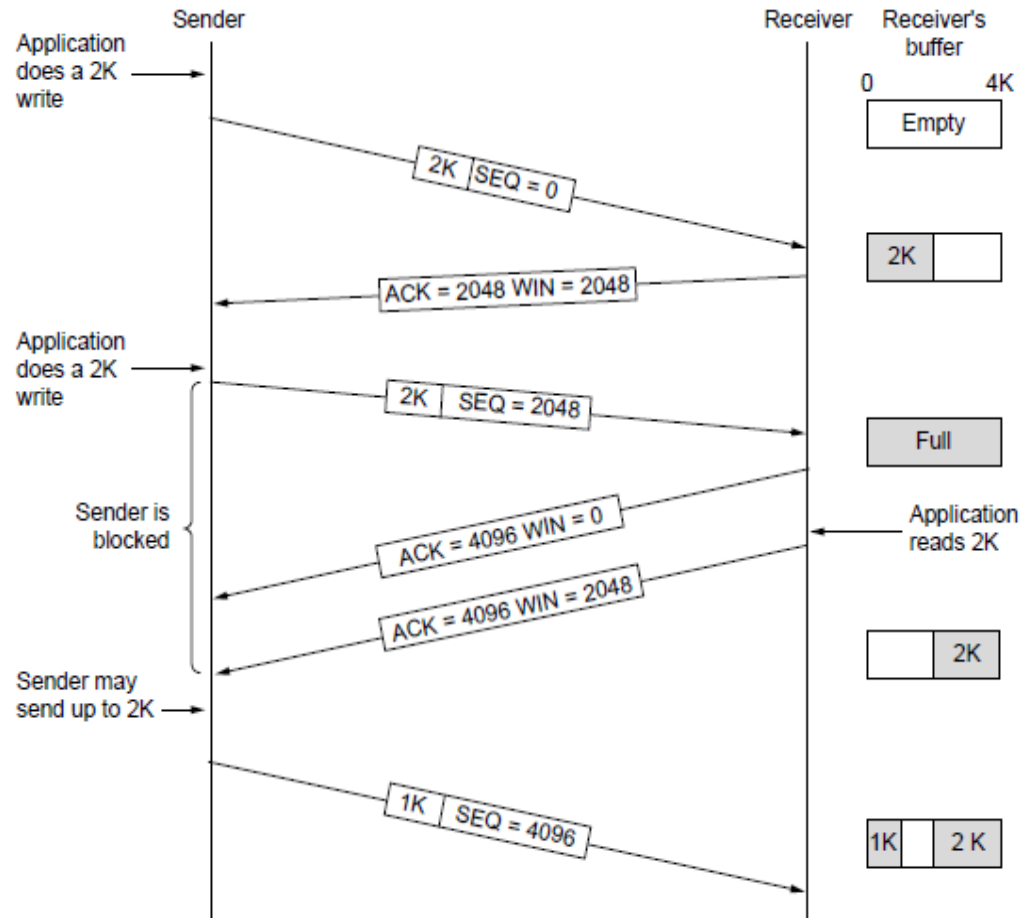 Sender
Receiver
Receiver's
buffer
Application
does a 2K
write
0
4K
Empty
2K
SEQ = 0
2K
ACK = 2048 WIN = 2048
Application
does a 2K
write
2K
SEQ = 2048
Full
Sender is
blocked
ACK = 4096 WIN = 0
Application
reads 2K
ACK = 4096 WIN = 2048
2K
Sender may
send up to 2K
1K
SEQ = 4096
1K
2 K